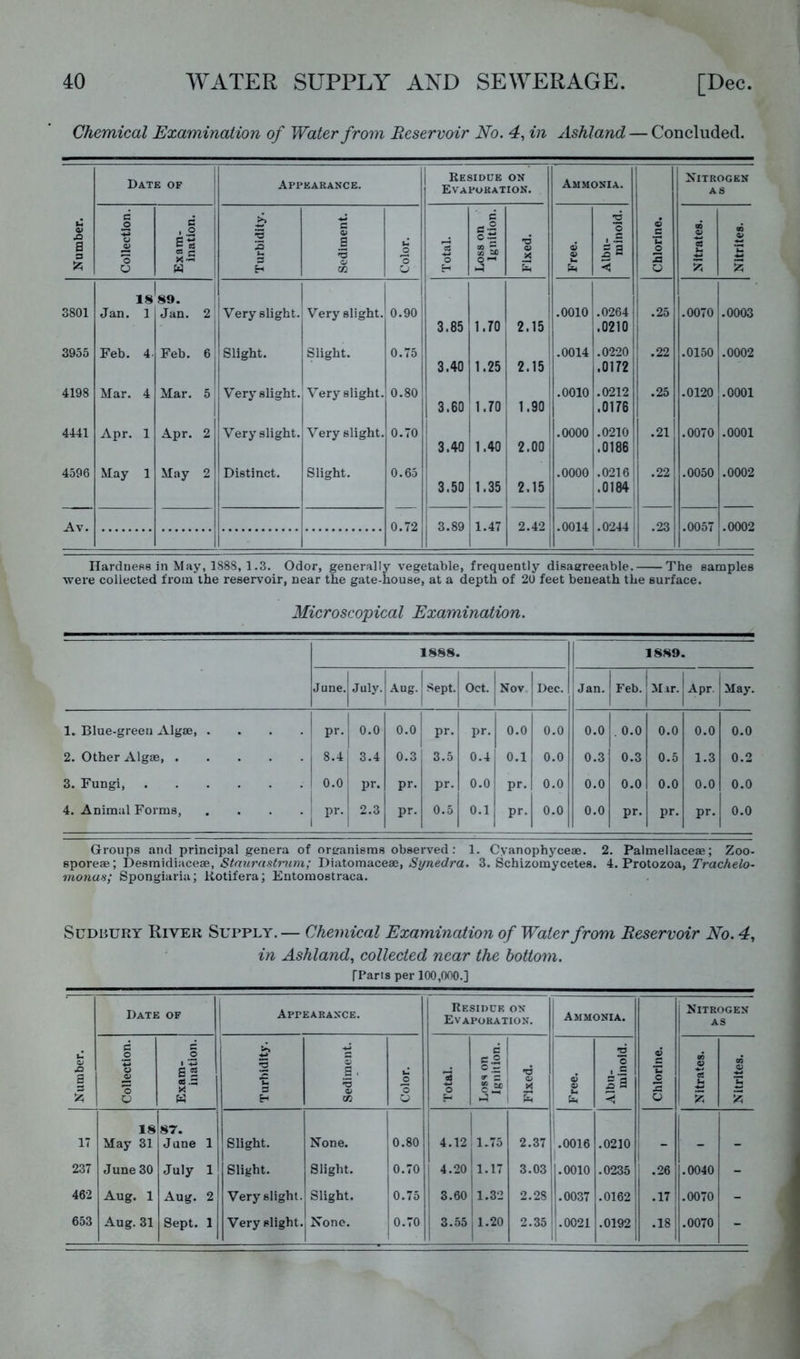 40 WATER SUPPLY AND SEWERAGE. [Dec.
Chemical Examination of Water from Reservoir No. 4, in Ashland — Concluded.
Number. | DATE OF | APPEARANCE. | RESIDUE ON EVAPORATION. | AMMONIA. | Chlorine. | NITROGEN AS
Collection. | Examination. | Turbidity. | Sediment. | Color. | Total. | Loss on Ignition. | Fixed. | Free. | Albuminoid. | Nitrates. | Nitrites.
1889.
3801 | Jan. 1 | Jan. 2 | Very slight. | Very slight. | 0.90 | 3.85 | 1.70 | 2.15 | .0010 | .0264 .0210 | .25 | .0070 | .0003
3955 | Feb. 4 | Feb. 6 | Slight. | Slight. | 0.75 | 3.40 | 1.25 | 2.15 | .0014 | .0220 .0172 | .22 | .0150 | .0002
4198 | Mar. 4 | Mar. 5 | Very slight. | Very slight. | 0.80 | 3.60 | 1.70 | 1.90 | .0010 | .0212 .0176 | .25 | .0120 | .0001
4441 | Apr. 1 | Apr. 2 | Very slight. | Very slight. | 0.70 | 3.40 | 1.40 | 2.00 | .0000 | .0210 .0186 | .21 | .0070 | .0001
4596 | May 1 | May 2 | Distinct. | Slight. | 0.65 | 3.50 | 1.35 | 2.15 | .0000 | .0216 .0184 | .22 | .0050 | .0002
Av. | ........ | ........ | ............ | ............ | 0.72 | 3.89 | 1.47 | 2.42 | .0014 | .0244 | .23 | .0057 | .0002
Hardness in May, 1888, 1.3. Odor, generally vegetable, frequently disagreeable. —— The samples
were collected from the reservoir, near the gate-house, at a depth of 20 feet beneath the surface.
Microscopical Examination.
1888. | 1889.
June. | July. | Aug. | Sept. | Oct. | Nov | Dec. | Jan. | Feb. | Mar. | Apr. | May.
1. Blue-green Algæ, . . . . | pr. | 0.0 | 0.0 | pr. | pr. | 0.0 | 0.0 | 0.0 | 0.0 | 0.0 | 0.0 | 0.0
2. Other Algæ, . . . . . | 8.4 | 3.4 | 0.3 | 3.5 | 0.4 | 0.1 | 0.0 | 0.3 | 0.3 | 0.5 | 1.3 | 0.2
3. Fungi, . . . . . . | 0.0 | pr. | pr. | pr. | 0.0 | pr. | 0.0 | 0.0 | 0.0 | 0.0 | 0.0 | 0.0
4. Animal Forms, . . . . | pr. | 2.3 | pr. | 0.5 | 0.1 | pr. | 0.0 | 0.0 | pr. | pr. | pr. | 0.0
Groups and principal genera of organisms observed: 1. Cyanophyceæ. 2. Palmellaceæ; Zoo-
sporeæ; Desmidiaceæ, Staurastrum; Diatomaceæ, Synedra. 3. Schizomycetes. 4. Protozoa, Trachelo-
monas; Spongiaria; Rotifera; Entomostraca.
SUDBURY RIVER SUPPLY. — Chemical Examination of Water from Reservoir No. 4,
in Ashland, collected near the bottom.
[Parts per 100,000.]
Number. | DATE OF | APPEARANCE. | RESIDUE ON EVAPORATION. | AMMONIA. | Chlorine. | NITROGEN AS
Collection. | Examination. | Turbidity. | Sediment. | Color. | Total. | Loss on Ignition. | Fixed. | Free. | Albuminoid. | Nitrates. | Nitrites.
1887.
17 | May 31 | June 1 | Slight. | None. | 0.80 | 4.12 | 1.75 | 2.37 | .0016 | .0210 | - | - | -
237 | June 30 | July 1 | Slight. | Slight. | 0.70 | 4.20 | 1.17 | 3.03 | .0010 | .0235 | .26 | .0040 | -
462 | Aug. 1 | Aug. 2 | Very slight. | Slight. | 0.75 | 3.60 | 1.32 | 2.28 | .0037 | .0162 | .17 | .0070 | -
653 | Aug. 31 | Sept. 1 | Very slight. | None. | 0.70 | 3.55 | 1.20 | 2.35 | .0021 | .0192 | .18 | .0070 | -